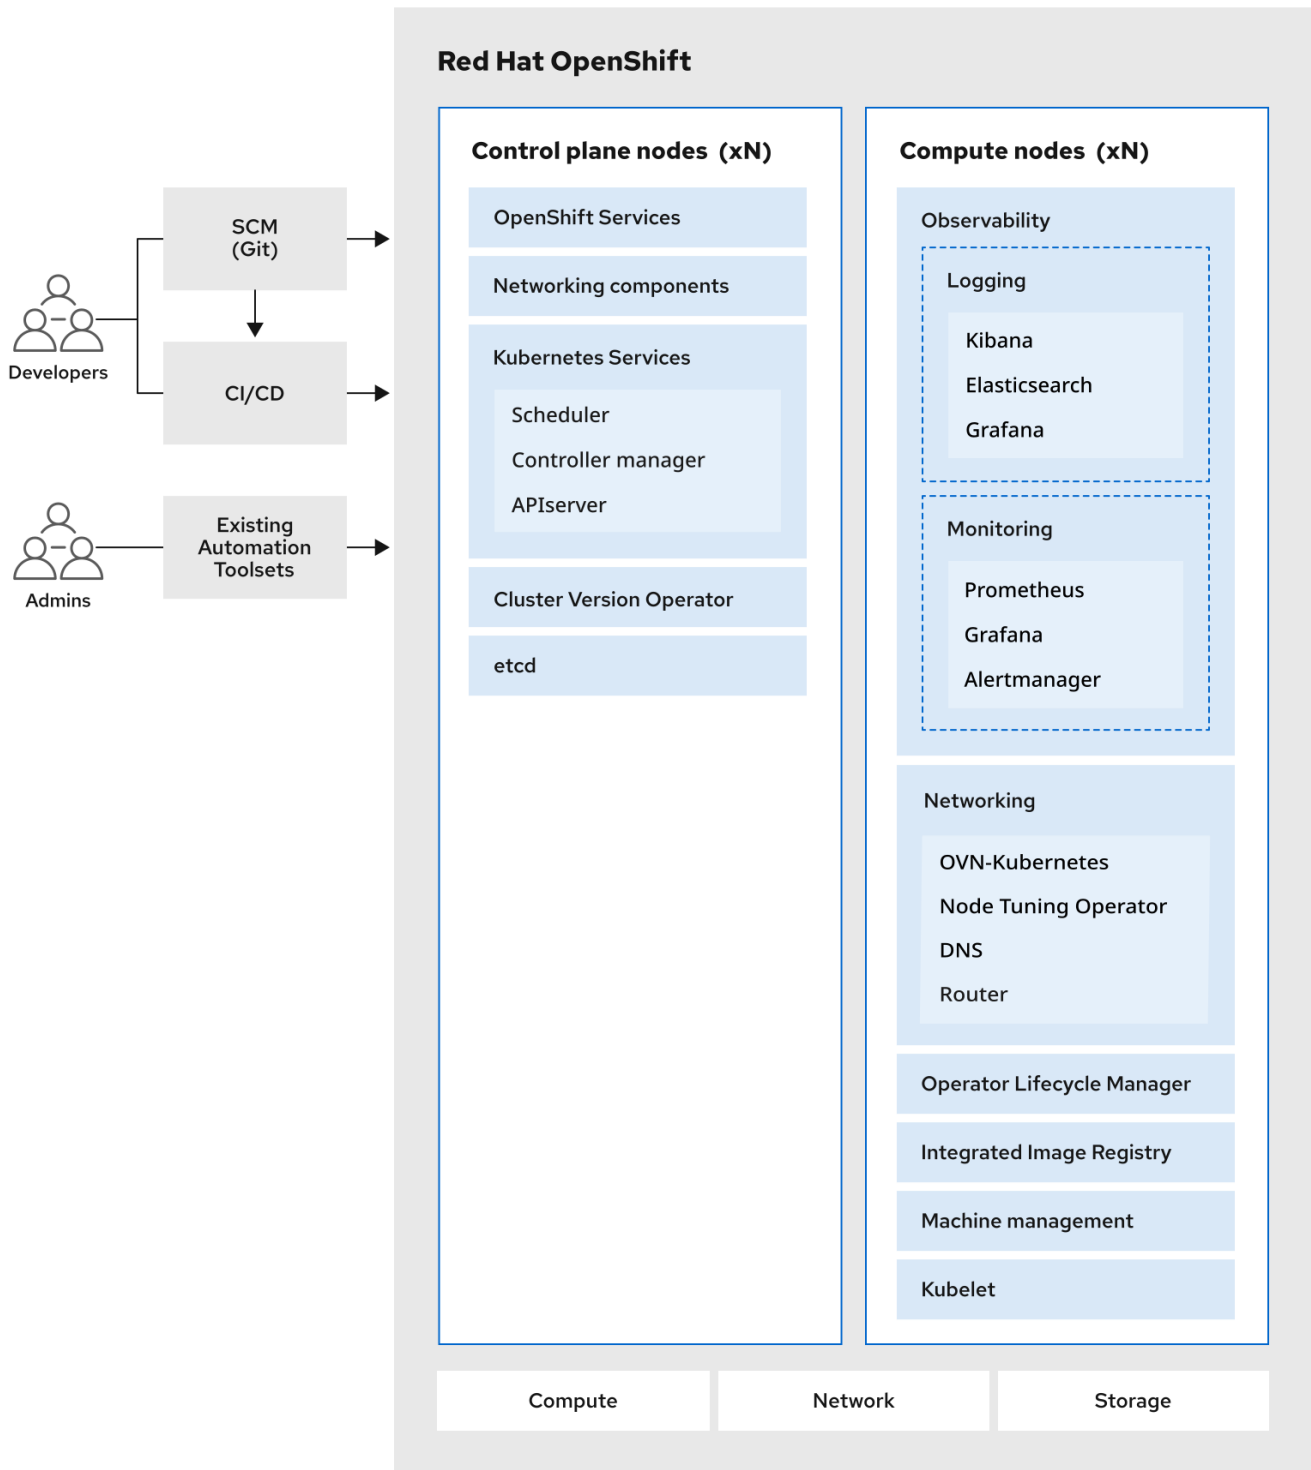 Red Hat OpenShift
Developers
SCM
(Git)
CI/CD
Admins
Existing
Automation
Toolsets
Control plane nodes (xN)
OpenShift Services
Networking components
Kubernetes Services
Scheduler
Controller manager
APIserver
Cluster Version Operator
etcd
Compute nodes (xN)
Observability
Logging
Kibana
Elasticsearch
Grafana
Monitoring
Prometheus
Grafana
Alertmanager
Networking
OVN-Kubernetes
Node Tuning Operator
DNS
Router
Operator Lifecycle Manager
Integrated Image Registry
Machine management
Kubelet
Compute
Network
Storage